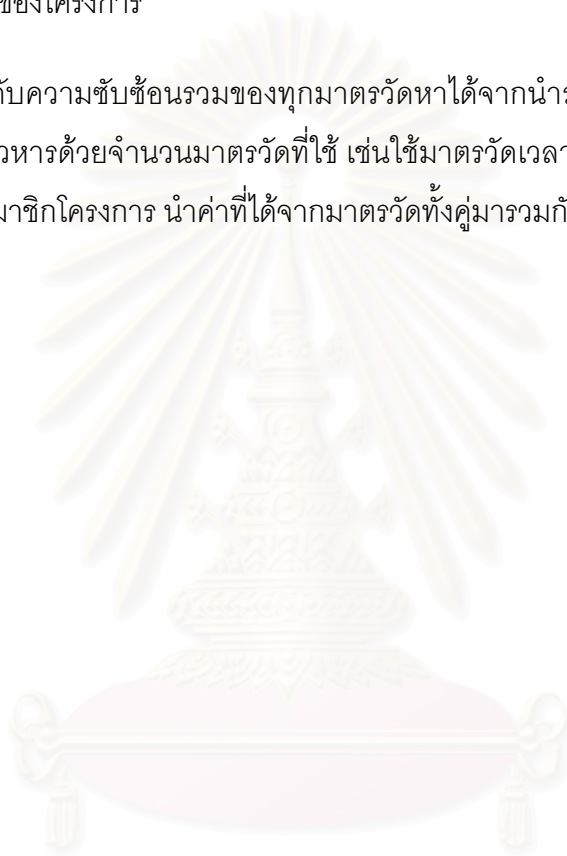 ของโครงการ
ับความซับซ้อนรวมของทุกมาตรวัดหาได้จากนำ
วหารด้วยจำนวนมาตรวัดที่ใช้ เช่นใช้มาตรวัดเวลา
มาชิกโครงการ นำค่าที่ได้จากมาตรวัดทั้งคู่มารวมกั